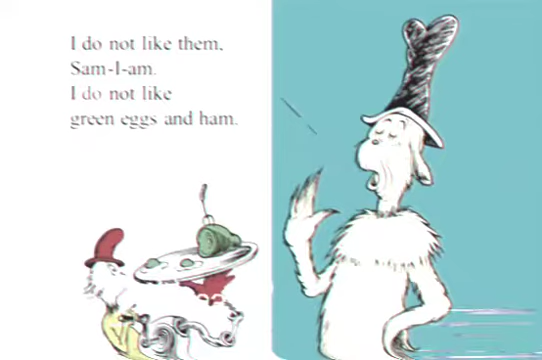 I do not like them,
Sam-I-am.
I do not like
green eggs and ham.